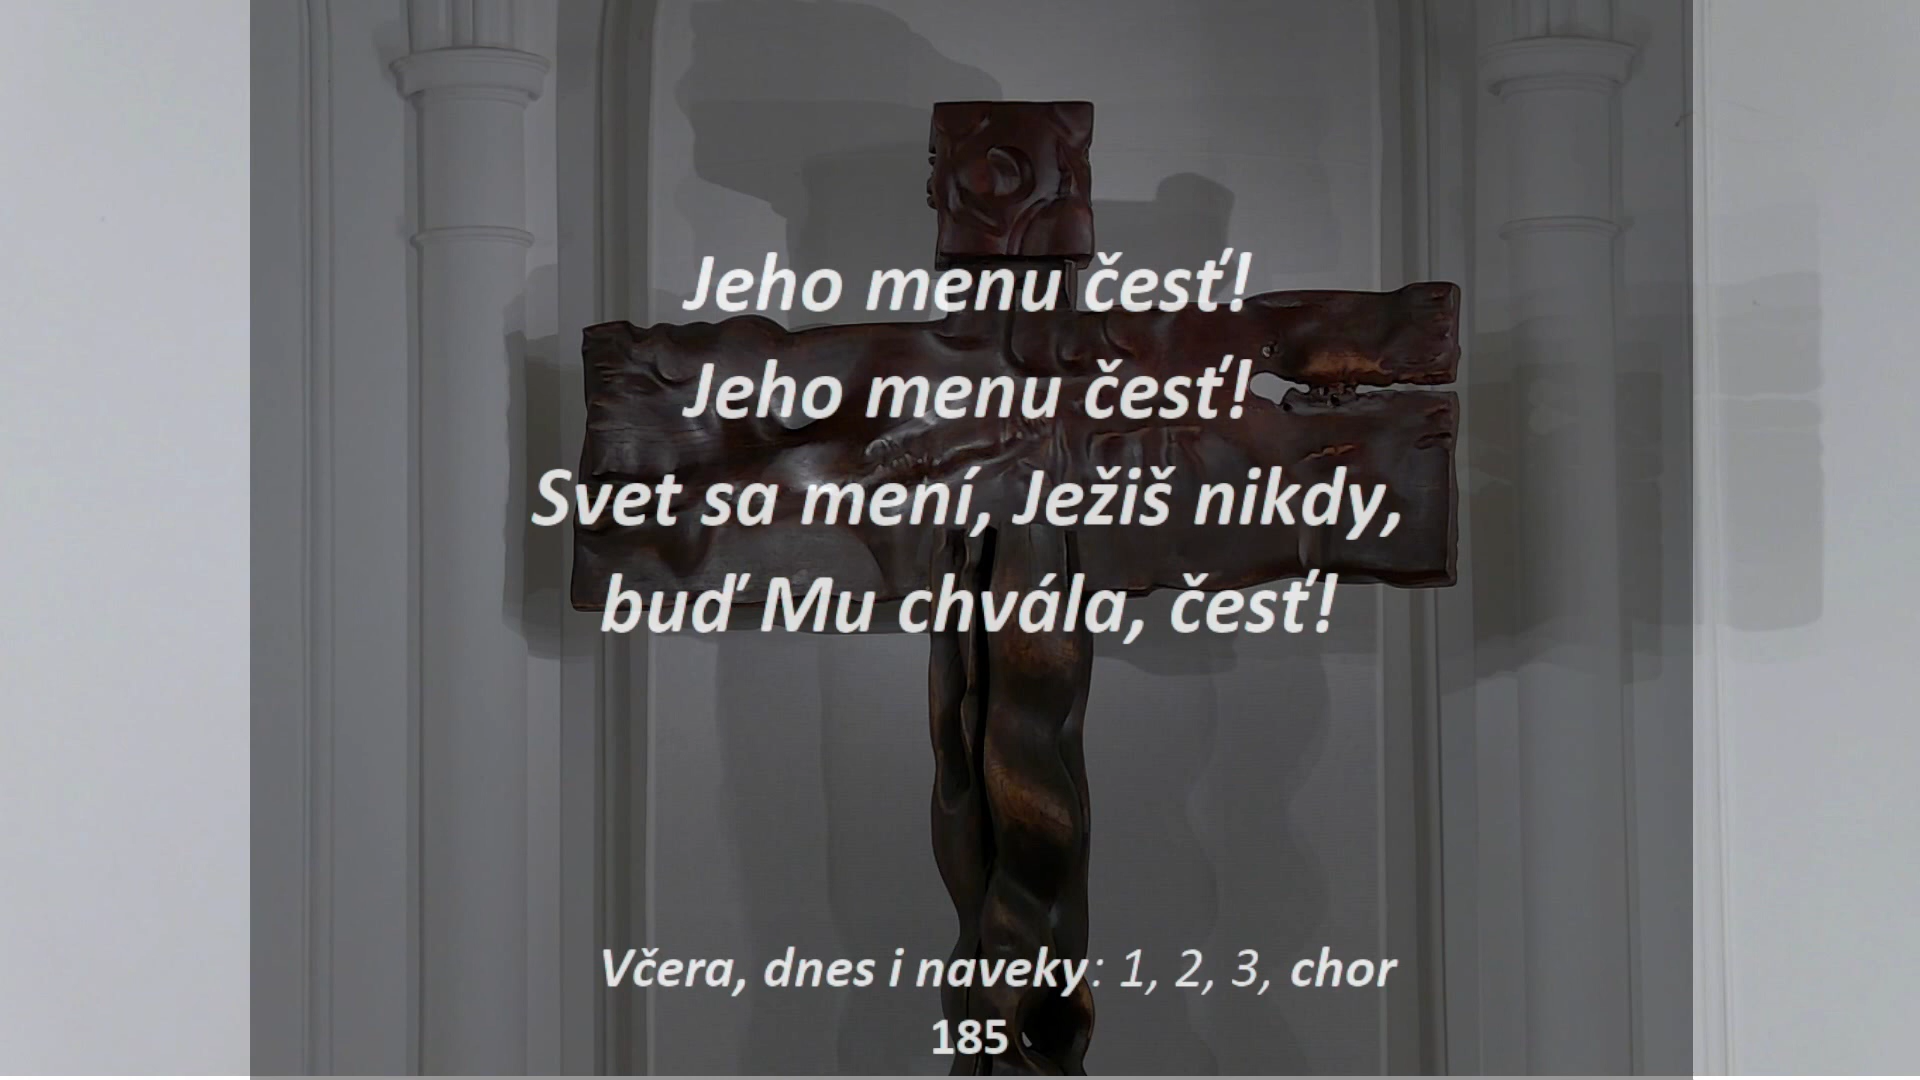 Jeho menu česť!
Jeho menu česť!
Svet sa mení, Ježiš nikdy,
buď Mu chvála, česť!
Včera, dnes i naveky: 1, 2, 3, chor
185